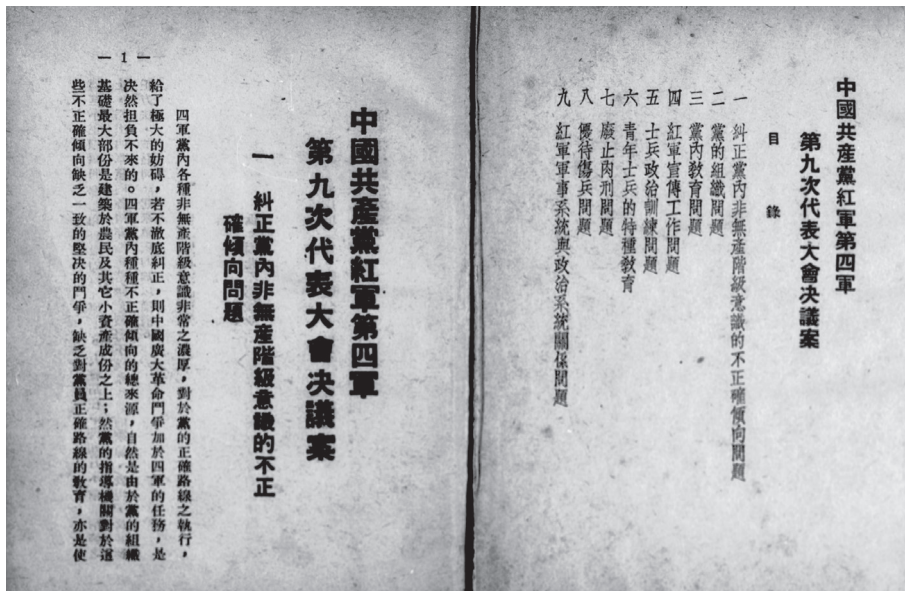 中國共產黨紅軍第四軍
第九次代表大會決議案
目錄
一 糾正黨內非無產階級意識的不正確傾向問題
二 黨的組織問題
三 黨內教育問題
四 紅軍宣傳工作問題
五 士兵政治訓練問題
六 青年士兵的特種教育
七 廢止肉刑問題
八 優待傷兵問題
九 紅軍軍事系統與政治系統關係問題
中國共產黨紅軍第四軍
第九次代表大會決議案
一 糾正黨內非無產階級意識的不正
確傾向問題
四軍黨內各種非無產階級意識非常之濃厚，對於黨的正確路線之執行，
給了極大的妨碍，若不澈底糾正，則中國廣大革命鬥爭加於四軍的任務，是
决然担負不來的。四軍黨內種種不正確傾向的總來源，自然是由於黨的組織
基礎最大部份是建築於農民及其它小資產成份之上；然黨的指導機關對於這
些不正確傾向缺乏一致的堅决的鬥爭，缺乏對黨員正確路線的教育，亦是使
— 1 —